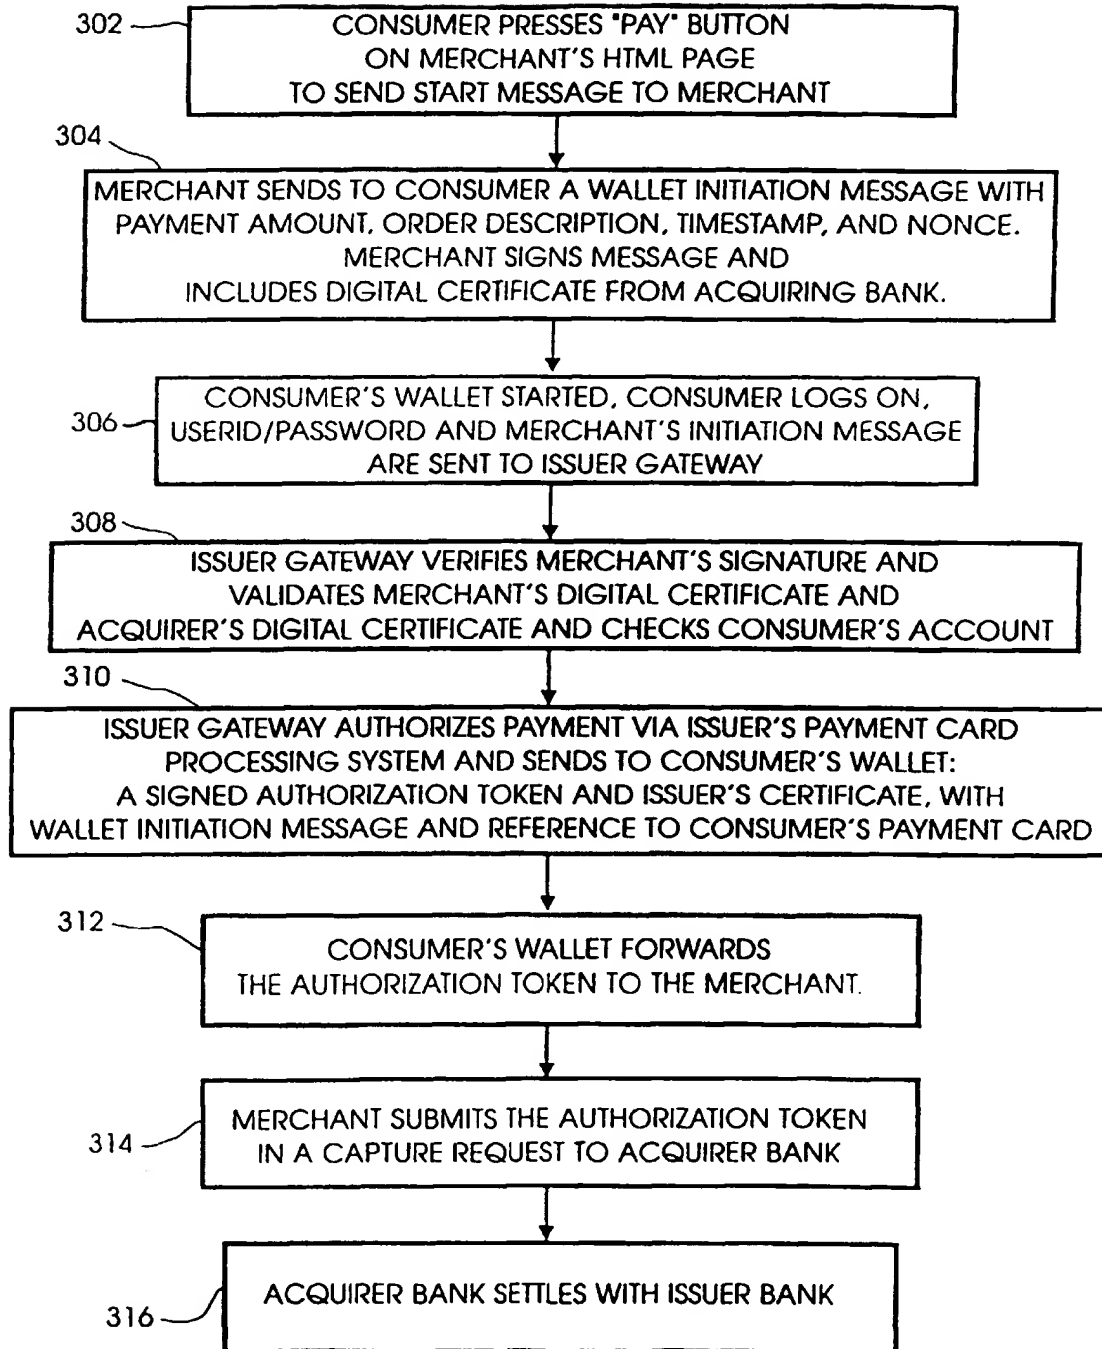 302
CONSUMER PRESSES "PAY" BUTTON
ON MERCHANT'S HTML PAGE
TO SEND START MESSAGE TO MERCHANT
304
MERCHANT SENDS TO CONSUMER A WALLET INITIATION MESSAGE WITH
PAYMENT AMOUNT, ORDER DESCRIPTION, TIMESTAMP, AND NONCE.
MERCHANT SIGNS MESSAGE AND
INCLUDES DIGITAL CERTIFICATE FROM ACQUIRING BANK.
306
CONSUMER'S WALLET STARTED, CONSUMER LOGS ON,
USERID/PASSWORD AND MERCHANT'S INITIATION MESSAGE
ARE SENT TO ISSUER GATEWAY
308
ISSUER GATEWAY VERIFIES MERCHANT'S SIGNATURE AND
VALIDATES MERCHANT'S DIGITAL CERTIFICATE AND
ACQUIRER'S DIGITAL CERTIFICATE AND CHECKS CONSUMER'S ACCOUNT
310
ISSUER GATEWAY AUTHORIZES PAYMENT VIA ISSUER'S PAYMENT CARD
PROCESSING SYSTEM AND SENDS TO CONSUMER'S WALLET:
A SIGNED AUTHORIZATION TOKEN AND ISSUER'S CERTIFICATE, WITH
WALLET INITIATION MESSAGE AND REFERENCE TO CONSUMER'S PAYMENT CARD
312
CONSUMER'S WALLET FORWARDS
THE AUTHORIZATION TOKEN TO THE MERCHANT.
314
MERCHANT SUBMITS THE AUTHORIZATION TOKEN
IN A CAPTURE REQUEST TO ACQUIRER BANK
316
ACQUIRER BANK SETTLES WITH ISSUER BANK